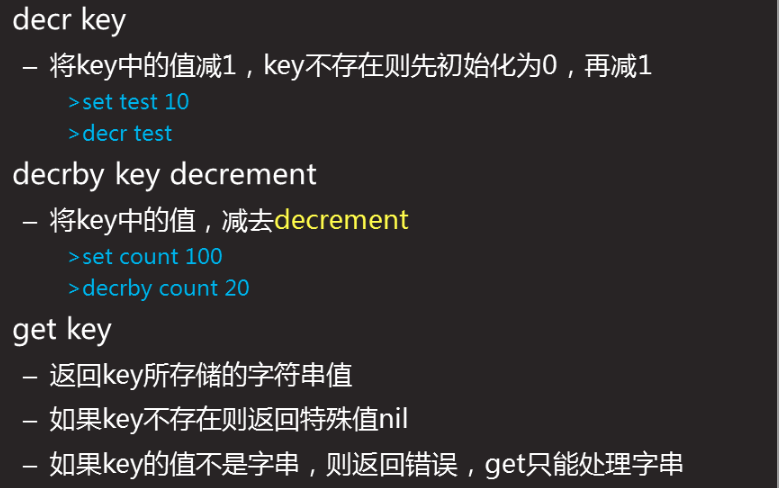 decr key
– 将key中的值减1，key不存在则先初始化为0，再减1
>set test 10
>decr test
decrby key decrement
– 将key中的值，减去decrement
>set count 100
>decrby count 20
get key
– 返回key所存储的字符串值
– 如果key不存在则返回特殊值nil
– 如果key的值不是字串，则返回错误，get只能处理字串